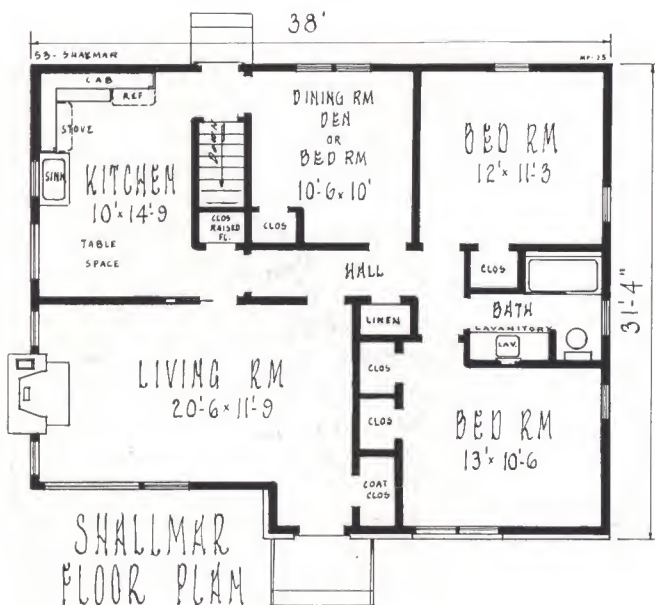 38'
53- SHALMAR
MP-25
CAB
REF
STOVE
SINK
KITCHEN
10' x 14'-9
TABLE
SPACE
DOWN
CLOS
RAISED
FL.
DINING RM
DEN
OR
BED RM
10'-6 x 10'
CLOS
BED RM
12' x 11'-3
CLOS
31'-4"
HALL
LINEN
BATH
LAVANITORY
LAV.
LIVING RM
20'-6 x 11'-9
CLOS
CLOS
COAT
CLOS
BED RM
13' x 10'-6
SHALLMAR
FLOOR PLAN